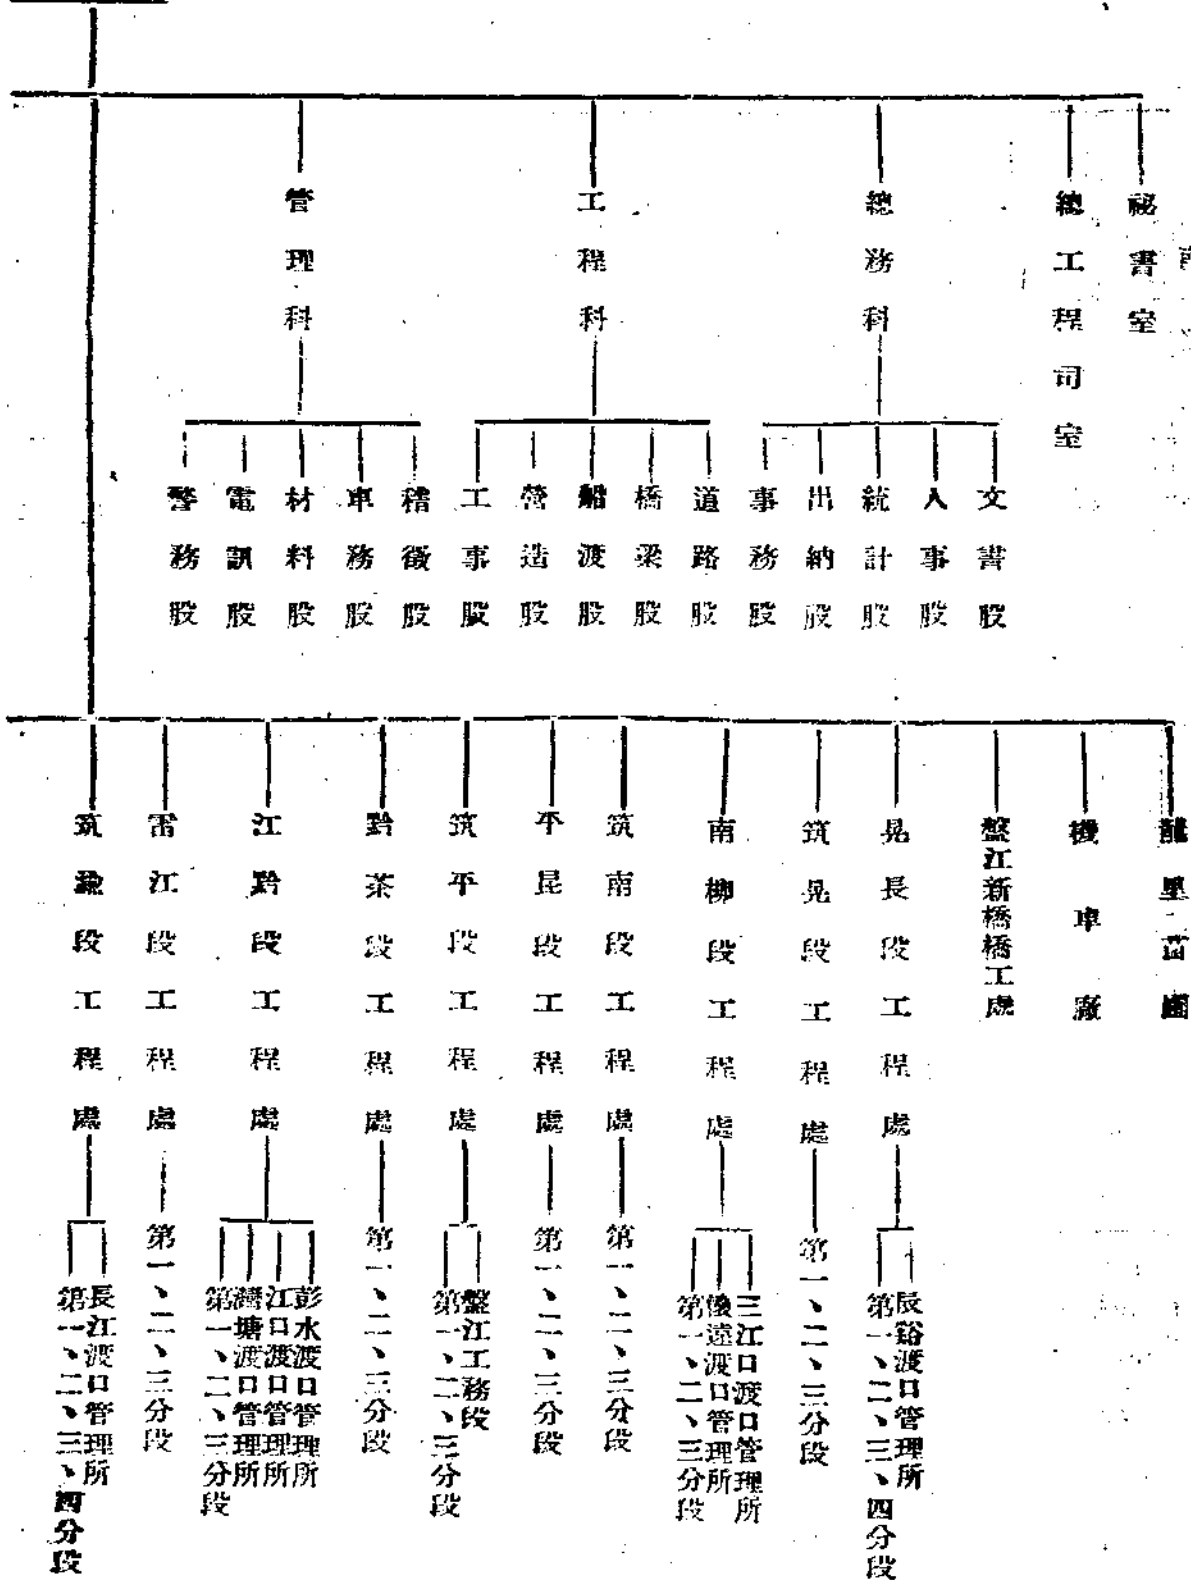 祕書室
總工程司室
總務科
文書股
人事股
統計股
出納股
事務股
工程科
道路股
橋梁股
船渡股
營造股
工事股
管理科
稽徵股
車務股
材料股
電訊股
警務股
龍里苗圃
機車廠
盤江新橋橋工處
晃長段工程處
辰谿渡口管理所
第一、二、三、四分段
筑晃段工程處
第一、二、三分段
南柳段工程處
三江口渡口管理所
懷遠渡口管理所
第一、二、三分段
筑南段工程處
第一、二、三分段
平昆段工程處
第一、二、三分段
筑平段工程處
盤江工務段
第一、二、三分段
黔茶段工程處
第一、二、三分段
江黔段工程處
彭水渡口管理所
江口渡口管理所
灣塘渡口管理所
第一、二、三分段
雷江段工程處
第一、二、三分段
筑渝段工程處
長江渡口管理所
第一、二、三、四分段